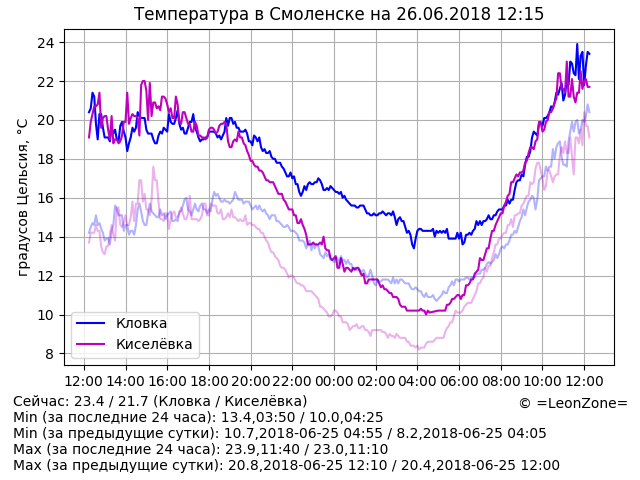 Температура в Смоленске на 26.06.2018 12:15
градусов Цельсия, °C
24
22
20
18
16
14
12
10
8
Кловка
Киселёвка
12:00 14:00 16:00 18:00 20:00 22:00 00:00 02:00 04:00 06:00 08:00 10:00 12:00
Сейчас: 23.4 / 21.7 (Кловка / Киселёвка)
© =LeonZone=
Min (за последние 24 часа): 13.4,03:50 / 10.0,04:25
Min (за предыдущие сутки): 10.7,2018-06-25 04:55 / 8.2,2018-06-25 04:05
Max (за последние 24 часа): 23.9,11:40 / 23.0,11:10
Max (за предыдущие сутки): 20.8,2018-06-25 12:10 / 20.4,2018-06-25 12:00